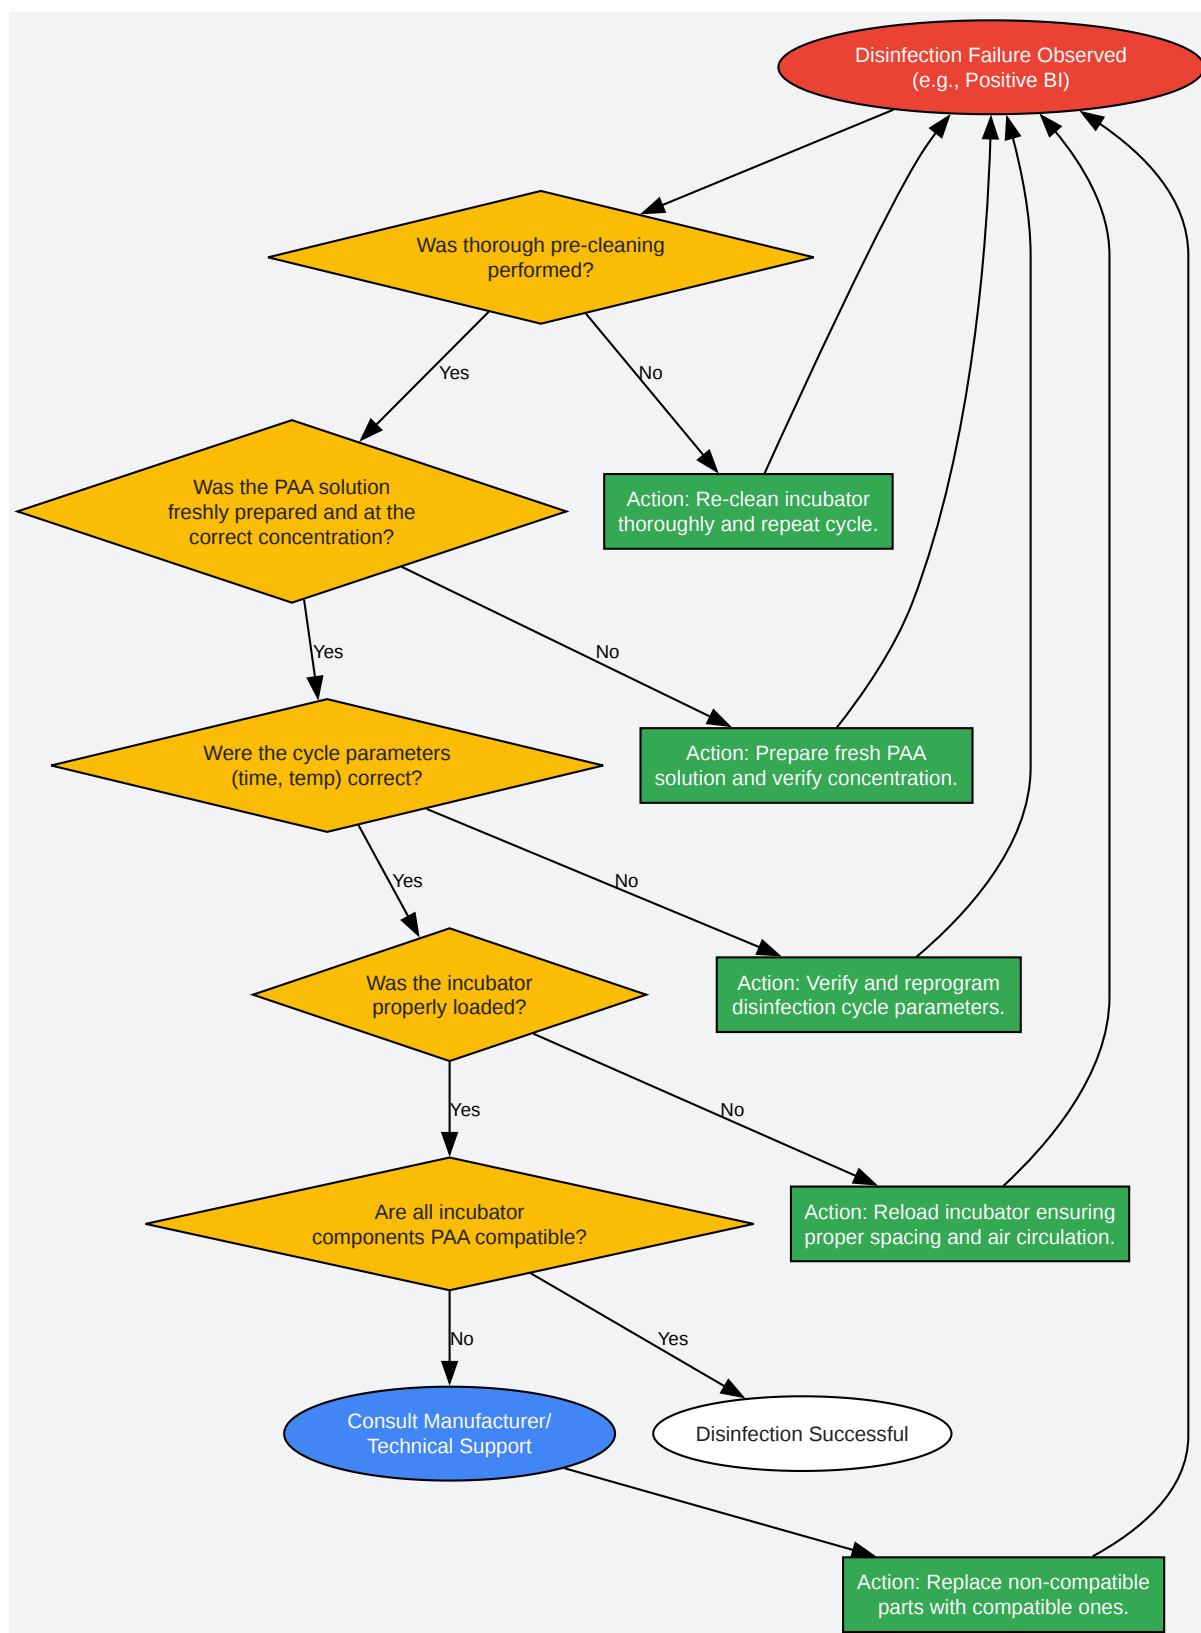 Disinfection Failure Observed
(e.g., Positive BI)
Was thorough pre-cleaning
performed?
Yes
No
Was the PAA solution
freshly prepared and at the
correct concentration?
Action: Re-clean incubator
thoroughly and repeat cycle.
Yes
No
Were the cycle parameters
(time, temp) correct?
Action: Prepare fresh PAA
solution and verify concentration.
Yes
No
Was the incubator
properly loaded?
Action: Verify and reprogram
disinfection cycle parameters.
Yes
No
Are all incubator
components PAA compatible?
Action: Reload incubator ensuring
proper spacing and air circulation.
No
Yes
Consult Manufacturer/
Technical Support
Disinfection Successful
Action: Replace non-compatible
parts with compatible ones.